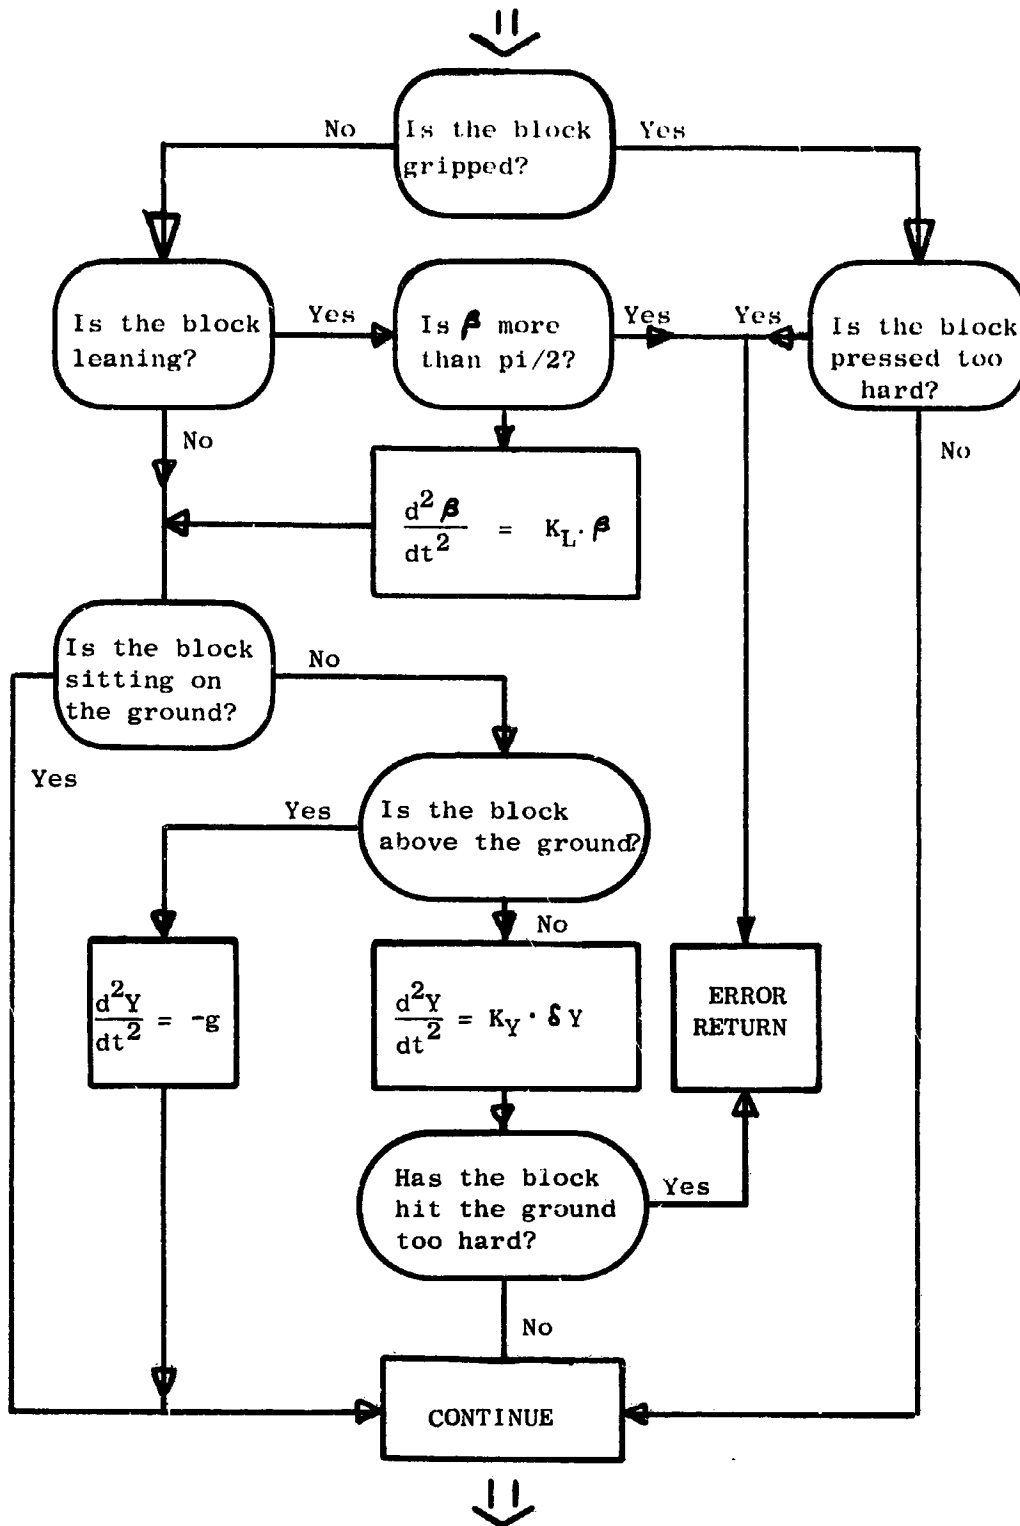 No
Is the block
gripped?
Yes
Is the block
leaning?
Yes
Is β more
than pi/2?
Yes
Yes
Is the block
pressed too
hard?
No
No
d²β/dt² = K_L · β
Is the block
sitting on
the ground?
No
Yes
Yes
Is the block
above the ground?
No
d²Y/dt² = -g
d²Y/dt² = K_Y · δY
ERROR
RETURN
Has the block
hit the ground
too hard?
Yes
No
CONTINUE